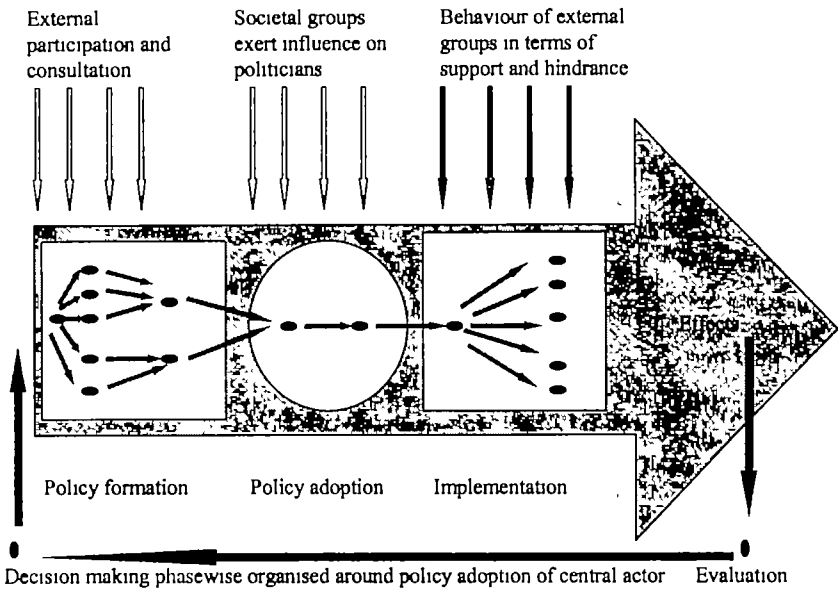 External
participation and
consultation
Societal groups
exert influence on
politicians
Behaviour of external
groups in terms of
support and hindrance
Effects
Policy formation
Policy adoption
Implementation
Decision making phasewise organised around policy adoption of central actor
Evaluation